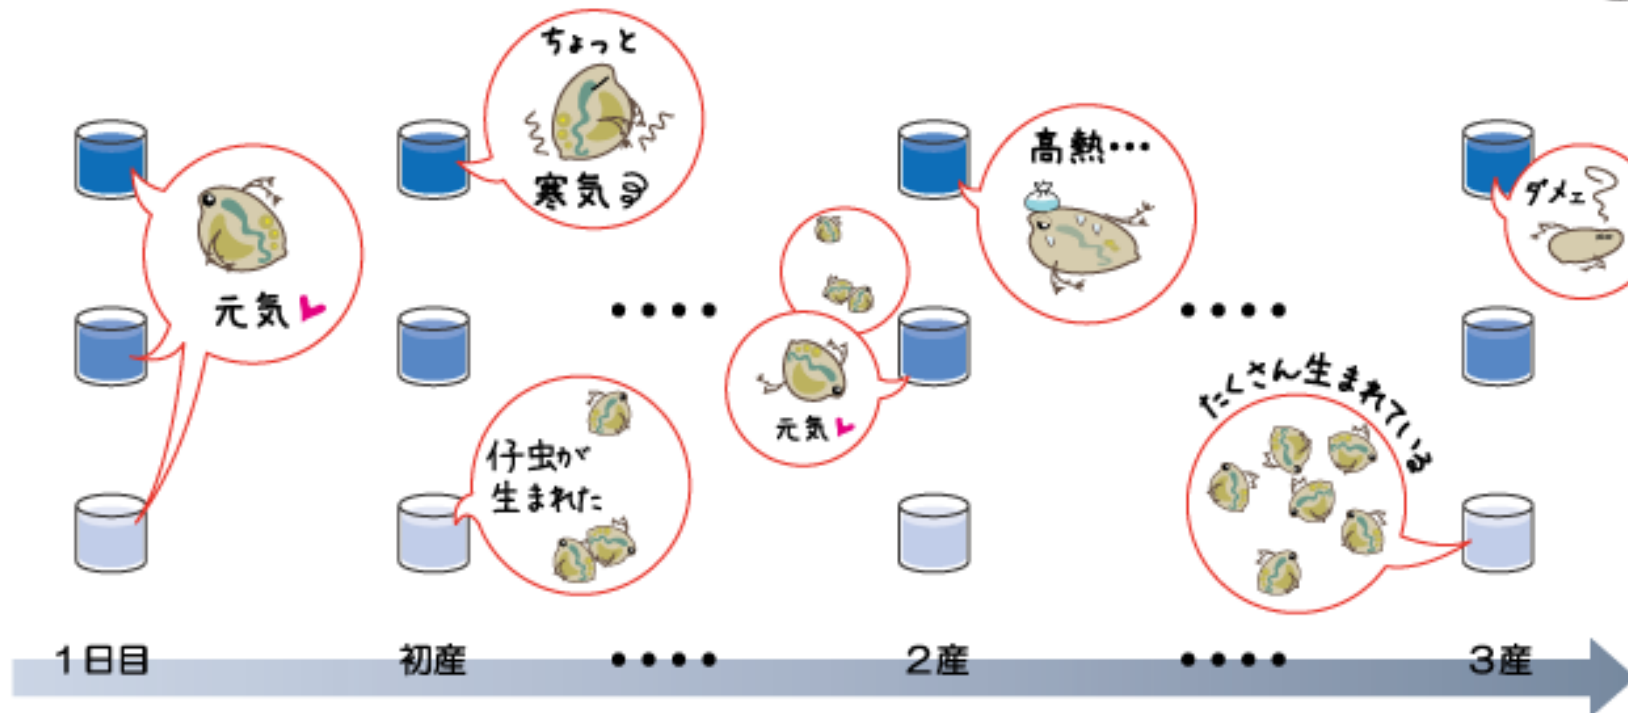 ちょっと
寒気
元気
高熱・・・
ダメェ
元気
仔虫が
生まれた
たくさん生まれている
・・・・
・・・・
1日目
初産
・・・・
2産
・・・・
3産